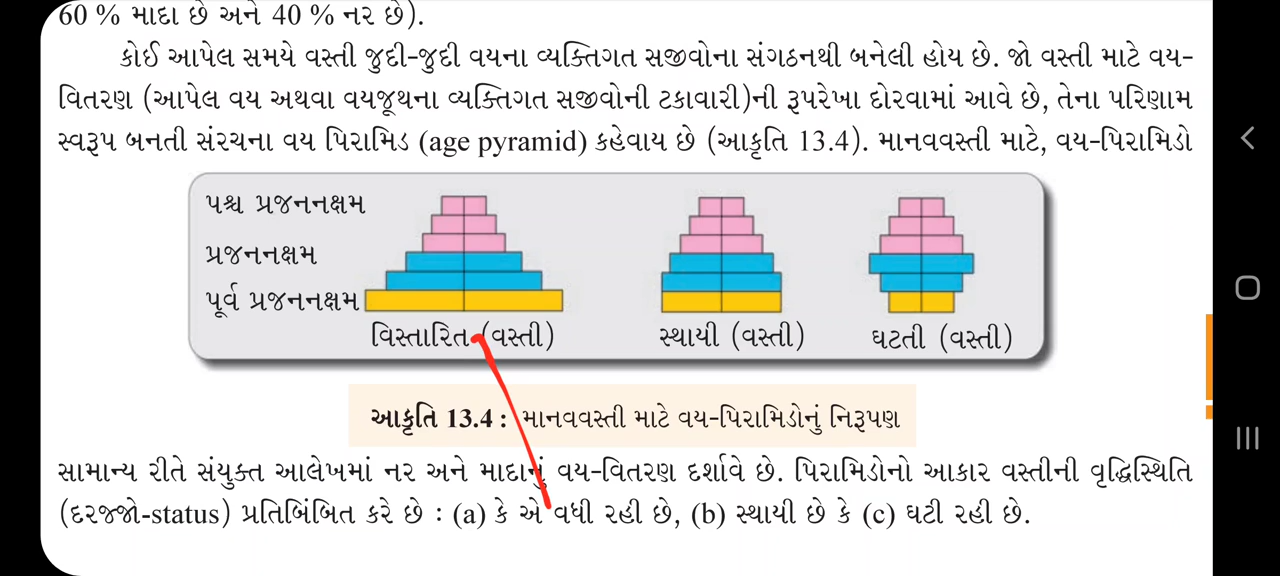 60 % માદા છે અને 40 % નર છે).
કોઈ આપેલ સમયે વસ્તી જુદી-જુદી વયના વ્યક્તિગત સજીવોના સંગઠનથી બનેલી હોય છે. જો વસ્તી માટે વય-
વિતરણ (આપેલ વય અથવા વયજૂથના વ્યક્તિગત સજીવોની ટકાવારી)ની રૂપરેખા દોરવામાં આવે છે, તેના પરિણામ
સ્વરૂપ બનતી સંરચના વય પિરામિડ (age pyramid) કહેવાય છે (આકૃતિ 13.4). માનવવસ્તી માટે, વય-પિરામિડો
પશ્ચ પ્રજનનક્ષમ
પ્રજનનક્ષમ
પૂર્વ પ્રજનનક્ષમ
વિસ્તારિત (વસ્તી) સ્થાયી (વસ્તી) ઘટતી (વસ્તી)
આકૃતિ 13.4 : માનવવસ્તી માટે વય-પિરામિડોનું નિરૂપણ
સામાન્ય રીતે સંયુક્ત આલેખમાં નર અને માદાનું વય-વિતરણ દર્શાવે છે. પિરામિડોનો આકાર વસ્તીની વૃદ્ધિસ્થિતિ
(દરજ્જો-status) પ્રતિબિંબિત કરે છે : (a) કે એ વધી રહી છે, (b) સ્થાયી છે કે (c) ઘટી રહી છે.